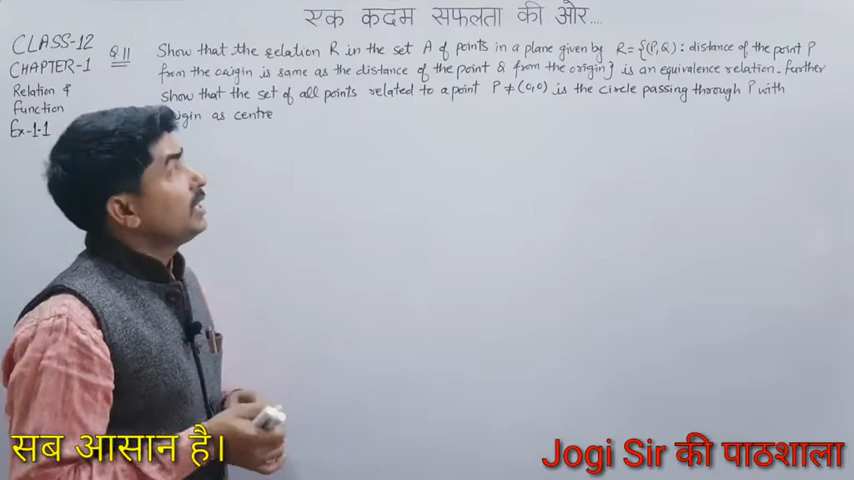 एक कदम सफलता की ओर....
CLASS-12
CHAPTER-1
Relation &
Function
Ex-1.1
Q.11
Show that the relation R in the set A of points in a plane given by R = {(P,Q) : distance of the point P
from the origin is same as the distance of the point Q from the origin} is an equivalence relation. further
show that the set of all points related to a point P ≠ (0,0) is the circle passing through P with
as centre
सब आसान है।
Jogi Sir की पाठशाला